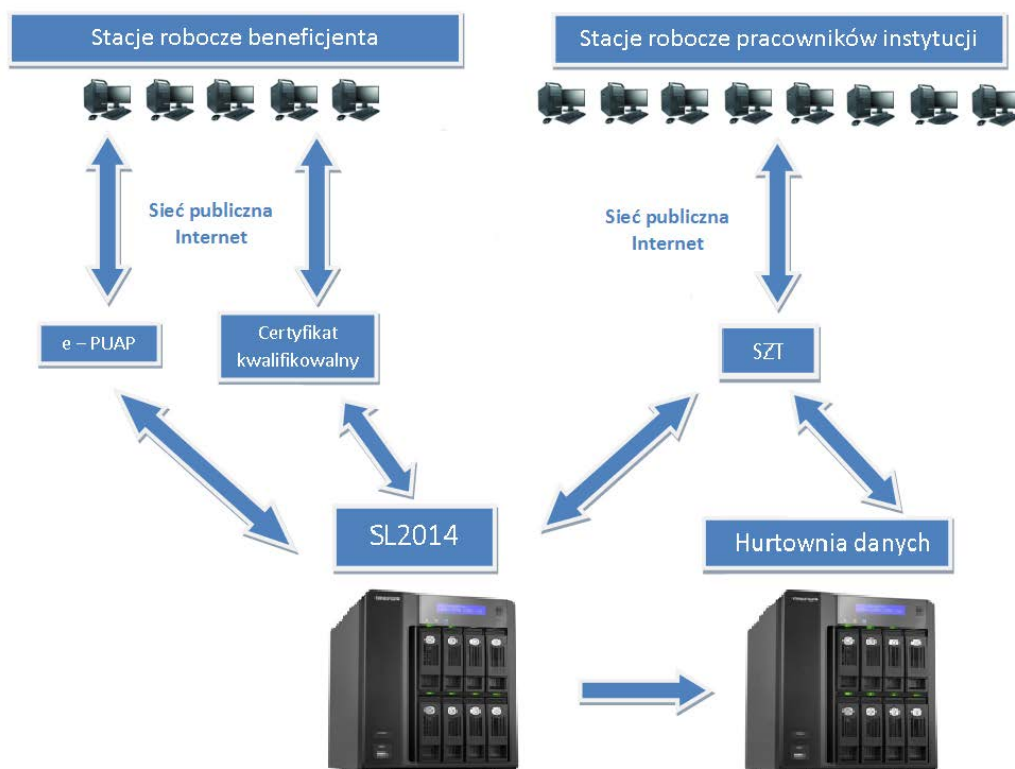 Stacje robocze beneficjenta
Stacje robocze pracowników instytucji
Sieć publiczna
Internet
Sieć publiczna
Internet
e – PUAP
Certyfikat
kwalifikowalny
SZT
SL2014
Hurtownia danych